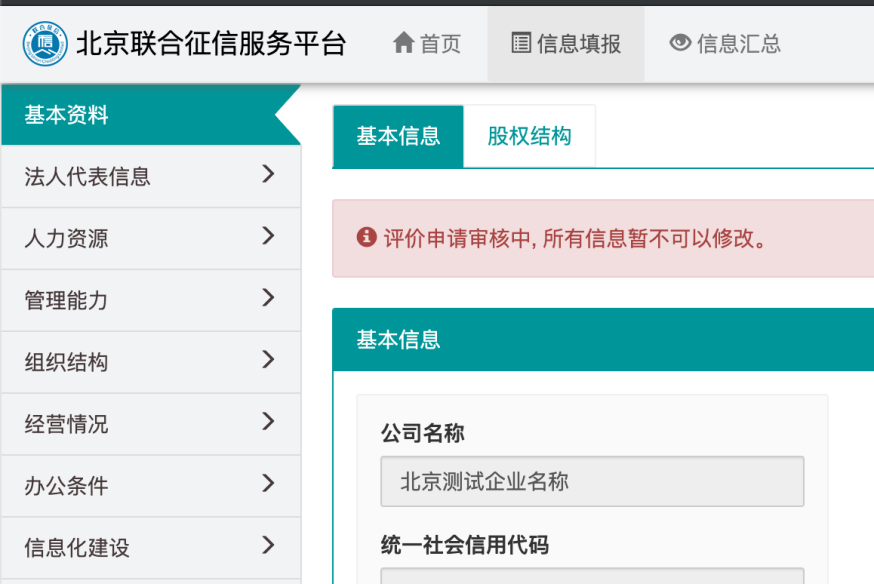 北京联合征信服务平台
首页
信息填报
信息汇总
基本资料
法人代表信息
人力资源
管理能力
组织结构
经营情况
办公条件
信息化建设
基本信息
股权结构
评价申请审核中, 所有信息暂不可以修改。
基本信息
公司名称
北京测试企业名称
统一社会信用代码